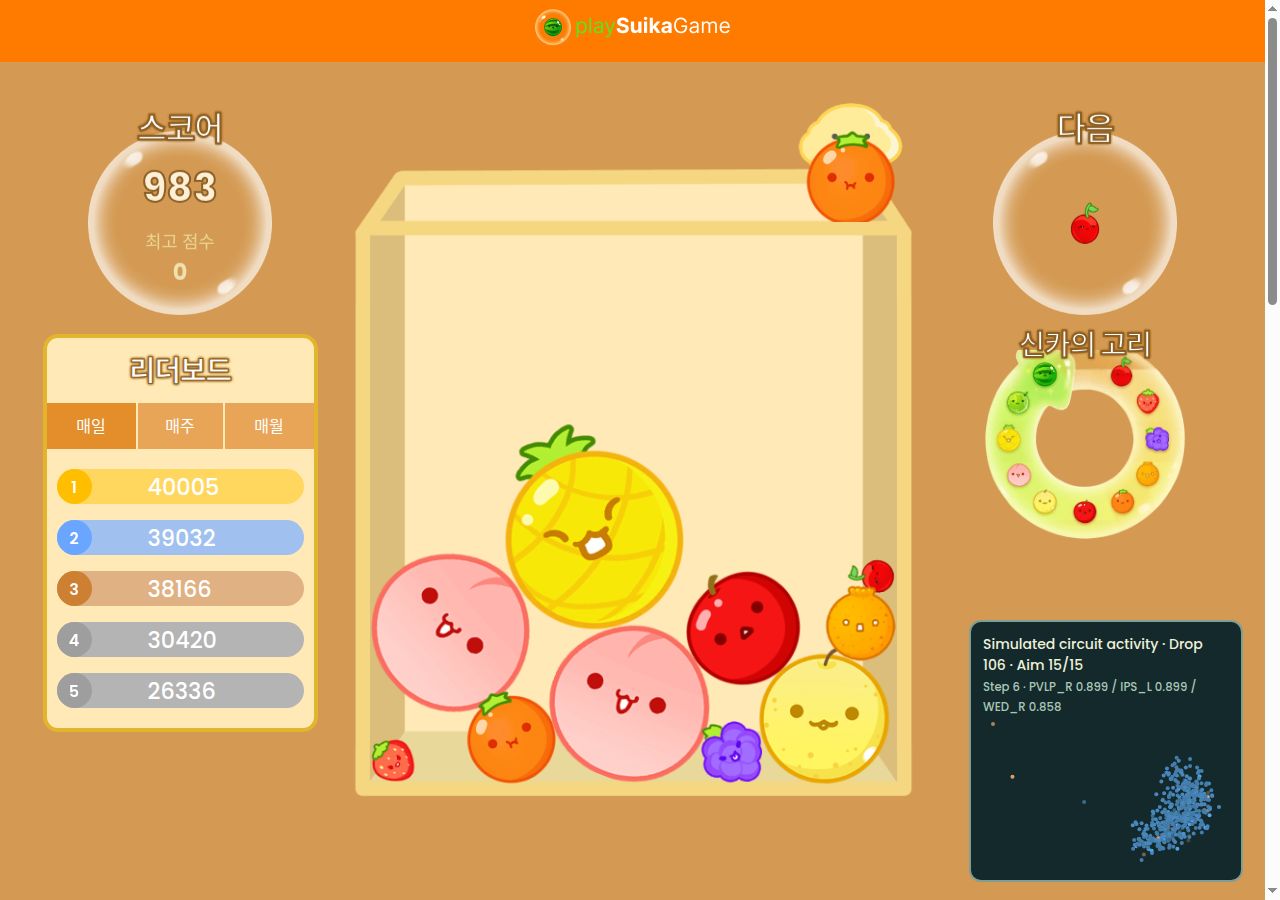 playSuikaGame
스코어
983
최고 점수
0
다음
신카의 고리
리더보드
매일 매주 매월
1 40005
2 39032
3 38166
4 30420
5 26336
Simulated circuit activity · Drop
106 · Aim 15/15
Step 6 · PVLP_R 0.899 / IPS_L 0.899 /
WED_R 0.858